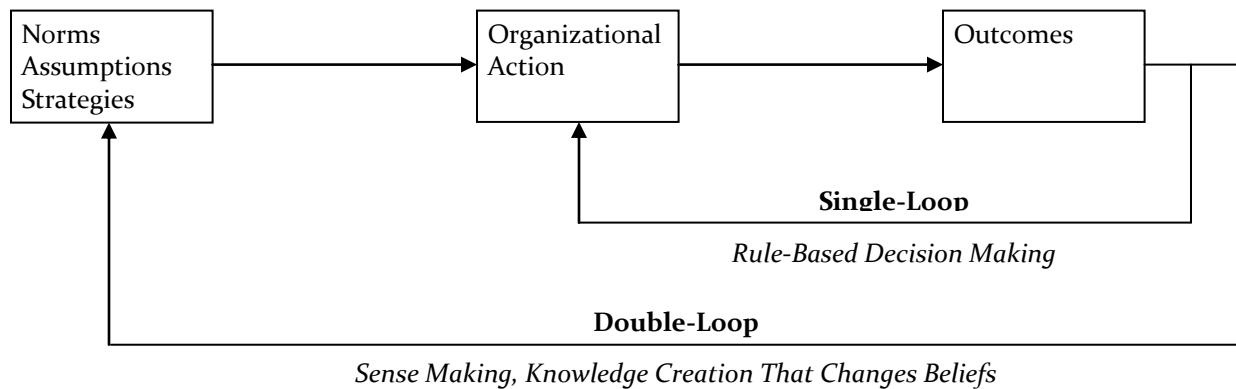 Norms
Assumptions
Strategies
Organizational
Action
Outcomes
Single-Loop
Rule-Based Decision Making
Double-Loop
Sense Making, Knowledge Creation That Changes Beliefs